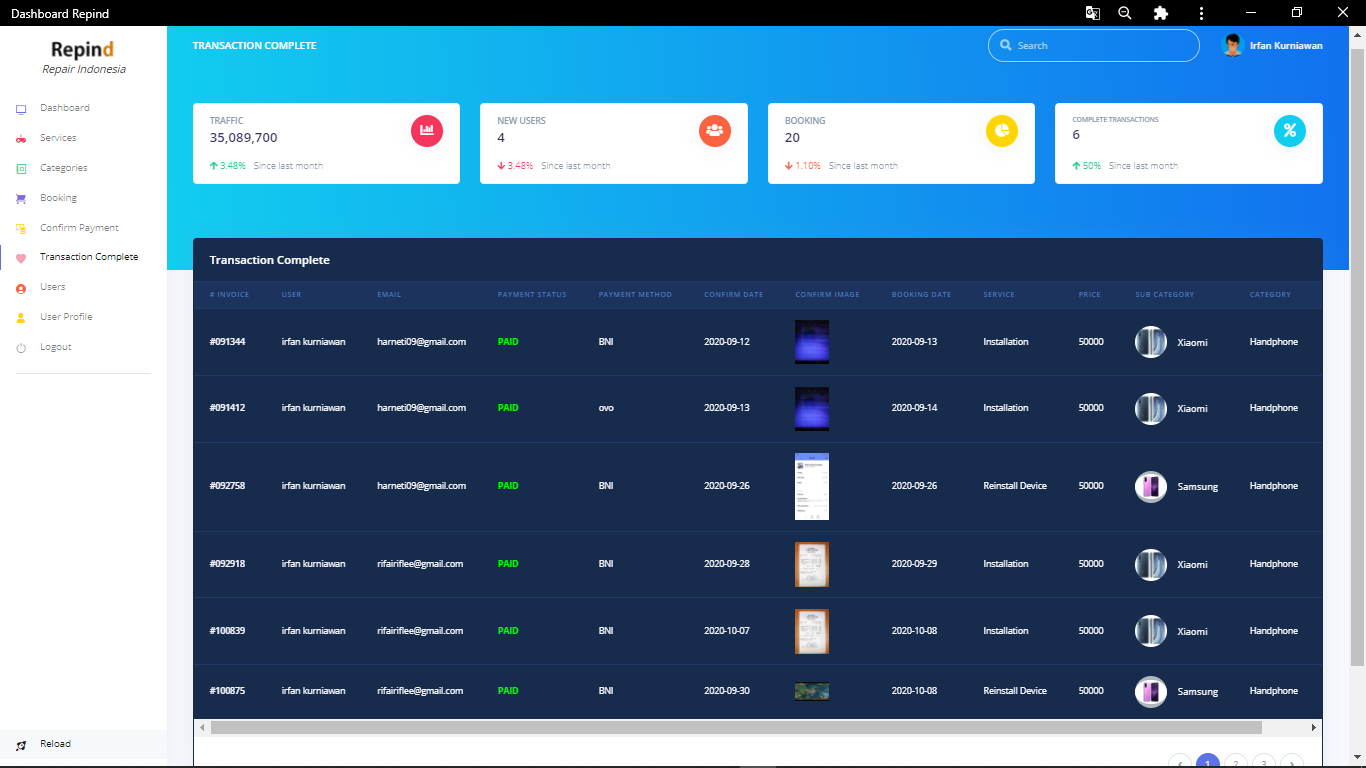 Dashboard Repind
Repind
Repair Indonesia
Dashboard
Services
Categories
Booking
Confirm Payment
Transaction Complete
Users
User Profile
Logout
Reload
TRANSACTION COMPLETE
Search
Irfan Kurniawan
TRAFFIC
35,089,700
3.48% Since last month
NEW USERS
4
3.48% Since last month
BOOKING
20
1.10% Since last month
COMPLETE TRANSACTIONS
6
50% Since last month
Transaction Complete
# INVOICE USER EMAIL PAYMENT STATUS PAYMENT METHOD CONFIRM DATE CONFIRM IMAGE BOOKING DATE SERVICE PRICE SUB CATEGORY CATEGORY
#091344 irfan kurniawan harneti09@gmail.com PAID BNI 2020-09-12 2020-09-13 Installation 50000 Xiaomi Handphone
#091412 irfan kurniawan harneti09@gmail.com PAID ovo 2020-09-13 2020-09-14 Installation 50000 Xiaomi Handphone
#092758 irfan kurniawan harneti09@gmail.com PAID BNI 2020-09-26 2020-09-26 Reinstall Device 50000 Samsung Handphone
#092918 irfan kurniawan rifairiflee@gmail.com PAID BNI 2020-09-28 2020-09-29 Installation 50000 Xiaomi Handphone
#100839 irfan kurniawan rifairiflee@gmail.com PAID BNI 2020-10-07 2020-10-08 Installation 50000 Xiaomi Handphone
#100875 irfan kurniawan rifairiflee@gmail.com PAID BNI 2020-09-30 2020-10-08 Reinstall Device 50000 Samsung Handphone
1 2 3